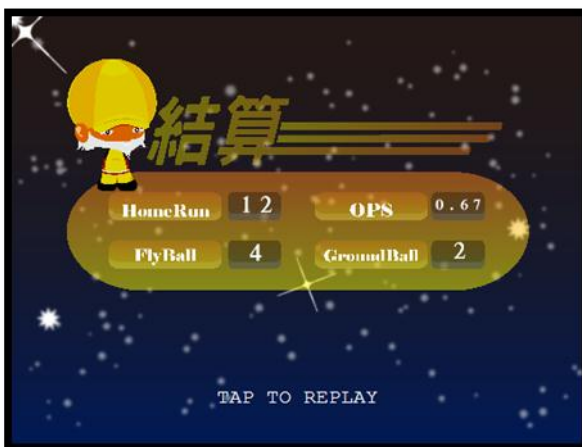 結算
HomeRun 12 OPS 0.67
FlyBall 4 GroundBall 2
TAP TO REPLAY